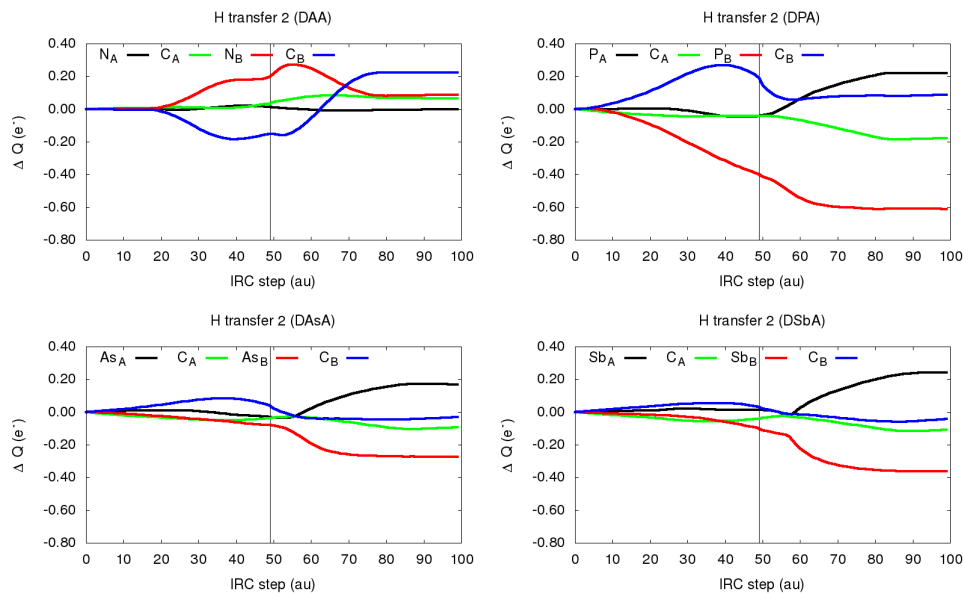 H transfer 2 (DAA)
N_A C_A N_B C_B
0.40
0.20
0.00
-0.20
-0.40
-0.60
-0.80
Δ Q (e⁻)
0 10 20 30 40 50 60 70 80 90 100
IRC step (au)
H transfer 2 (DPA)
P_A C_A P_B C_B
0.40
0.20
0.00
-0.20
-0.40
-0.60
-0.80
Δ Q (e⁻)
0 10 20 30 40 50 60 70 80 90 100
IRC step (au)
H transfer 2 (DAsA)
As_A C_A As_B C_B
0.40
0.20
0.00
-0.20
-0.40
-0.60
-0.80
Δ Q (e⁻)
0 10 20 30 40 50 60 70 80 90 100
IRC step (au)
H transfer 2 (DSbA)
Sb_A C_A Sb_B C_B
0.40
0.20
0.00
-0.20
-0.40
-0.60
-0.80
Δ Q (e⁻)
0 10 20 30 40 50 60 70 80 90 100
IRC step (au)